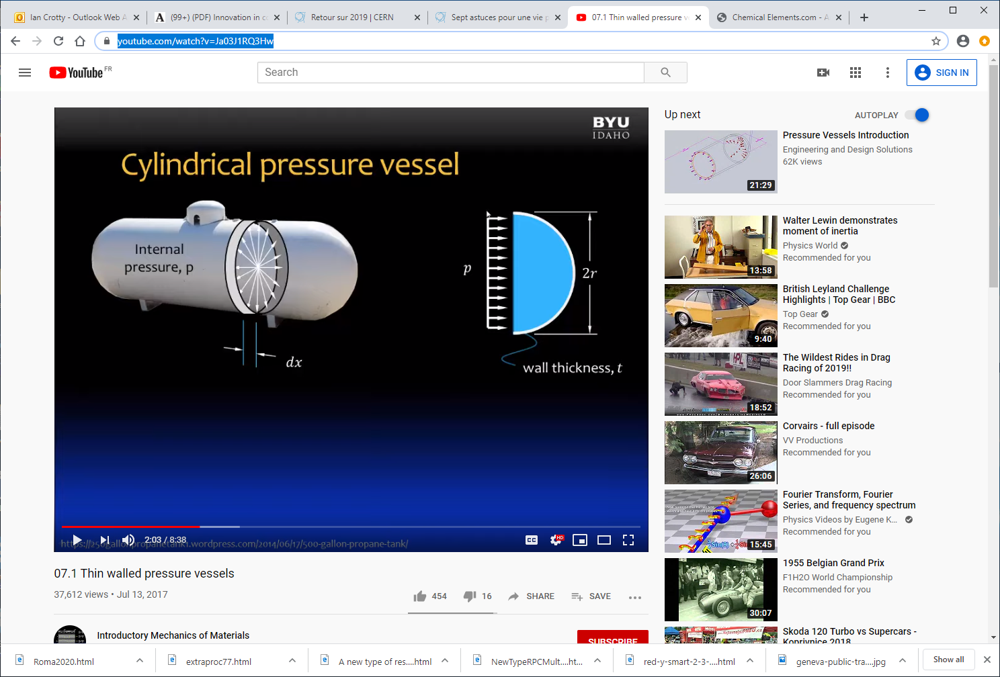 Ian Crotty - Outlook Web A
(99+) (PDF) Innovation in co
Retour sur 2019 | CERN
Sept astuces pour une vie p
07.1 Thin walled pressure v
Chemical Elements.com - A
youtube.com/watch?v=Ja03J1RQ3Hw
YouTube FR
Search
SIGN IN
BYU
IDAHO
Cylindrical pressure vessel
Internal
pressure, p
p
2r
dx
wall thickness, t
https://250gallonpropanetank1.wordpress.com/2014/06/17/500-gallon-propane-tank/
2:03 / 8:38
CC
HD
07.1 Thin walled pressure vessels
37,612 views • Jul 13, 2017
454
16
SHARE
SAVE
Introductory Mechanics of Materials
SUBSCRIBE
Up next
AUTOPLAY
Pressure Vessels Introduction
Engineering and Design Solutions
62K views
21:29
Walter Lewin demonstrates
moment of inertia
Physics World
Recommended for you
13:58
British Leyland Challenge
Highlights | Top Gear | BBC
Top Gear
Recommended for you
9:40
The Wildest Rides in Drag
Racing of 2019!!
Door Slammers Drag Racing
Recommended for you
18:52
Corvairs - full episode
VV Productions
Recommended for you
26:06
Fourier Transform, Fourier
Series, and frequency spectrum
Physics Videos by Eugene K...
Recommended for you
15:45
1955 Belgian Grand Prix
F1H2O World Championship
Recommended for you
30:07
Skoda 120 Turbo vs Supercars -
Koprivnice 2018
Roma2020.html
extraproc77.html
A new type of res....html
NewTypeRPCMult....ht...
red-y-smart-2-3-....html
geneva-public-tra....jpg
Show all